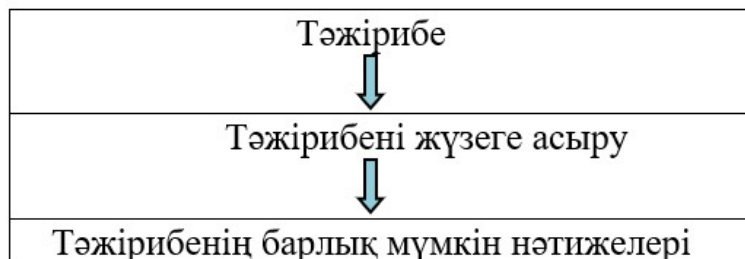 Тәжірибе
Тәжірибені жүзеге асыру
Тәжірибенің барлық мүмкін нәтижелері